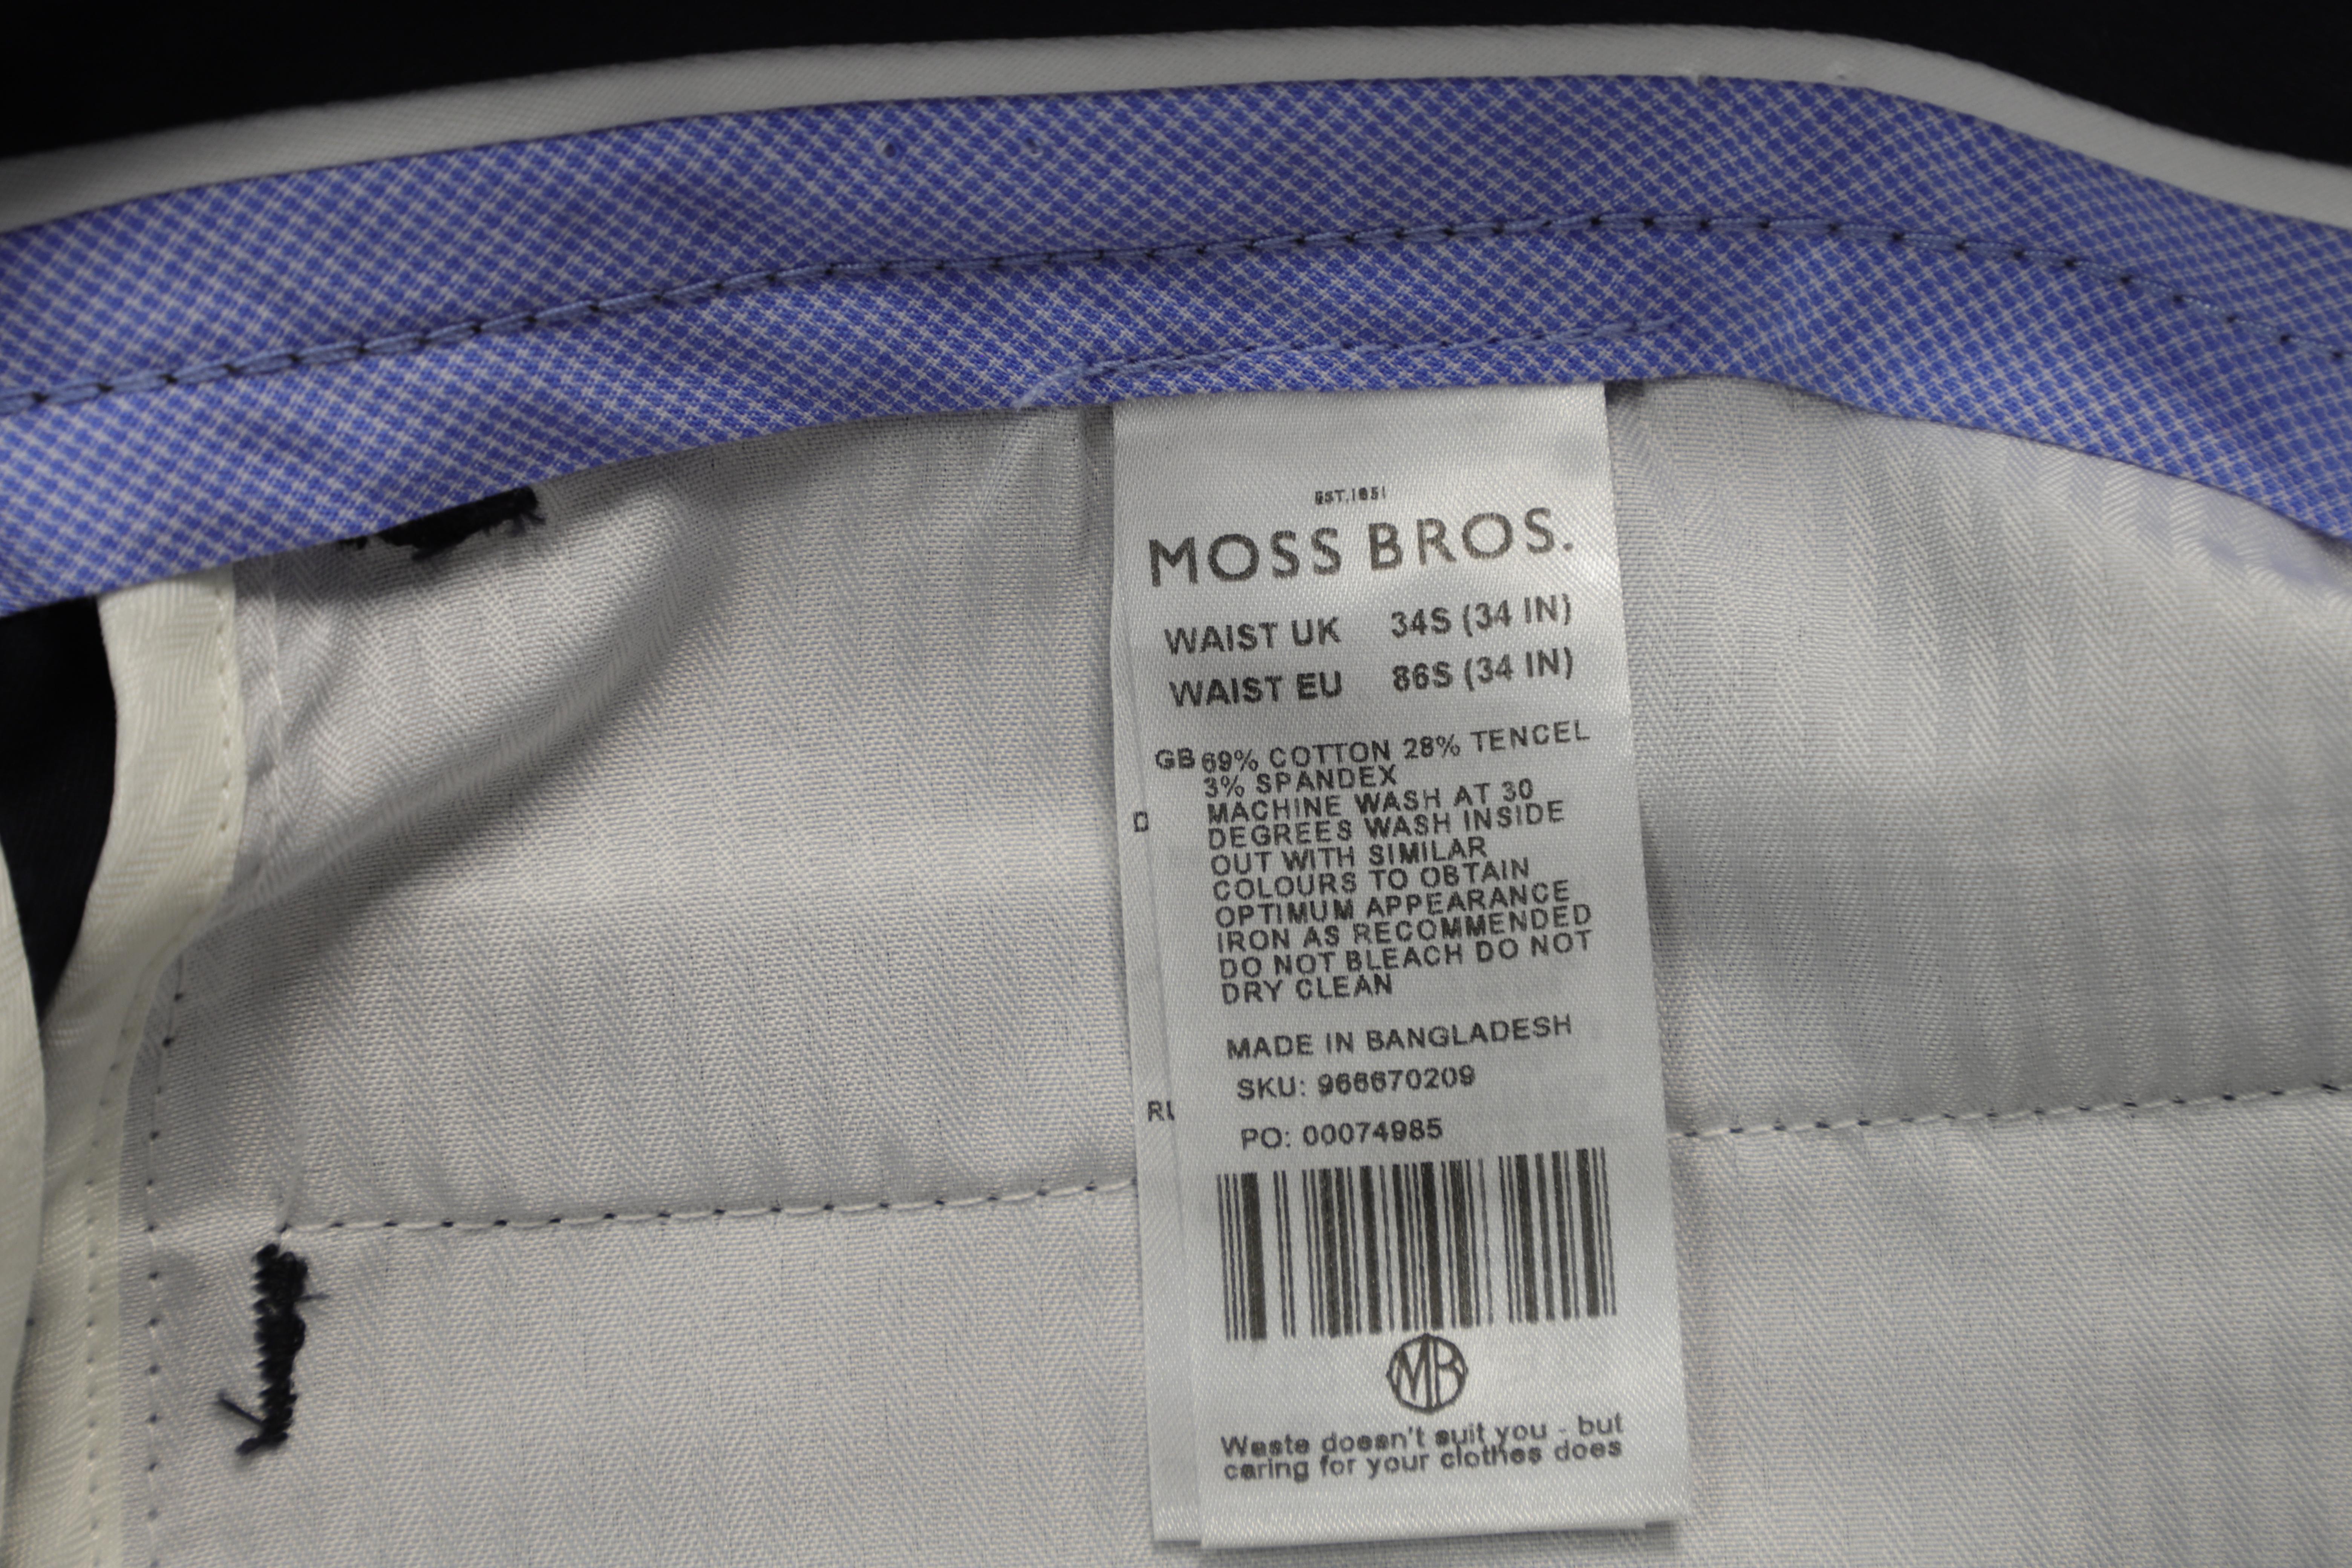 EST.1851
MOSS BROS.
WAIST UK 34S (34 IN)
WAIST EU 86S (34 IN)
GB 69% COTTON 28% TENCEL
3% SPANDEX
MACHINE WASH AT 30
DEGREES WASH INSIDE
OUT WITH SIMILAR
COLOURS TO OBTAIN
OPTIMUM APPEARANCE
IRON AS RECOMMENDED
DO NOT BLEACH DO NOT
DRY CLEAN
D
MADE IN BANGLADESH
SKU: 966670209
PO: 00074985
MB
Waste doesn't suit you - but
caring for your clothes does